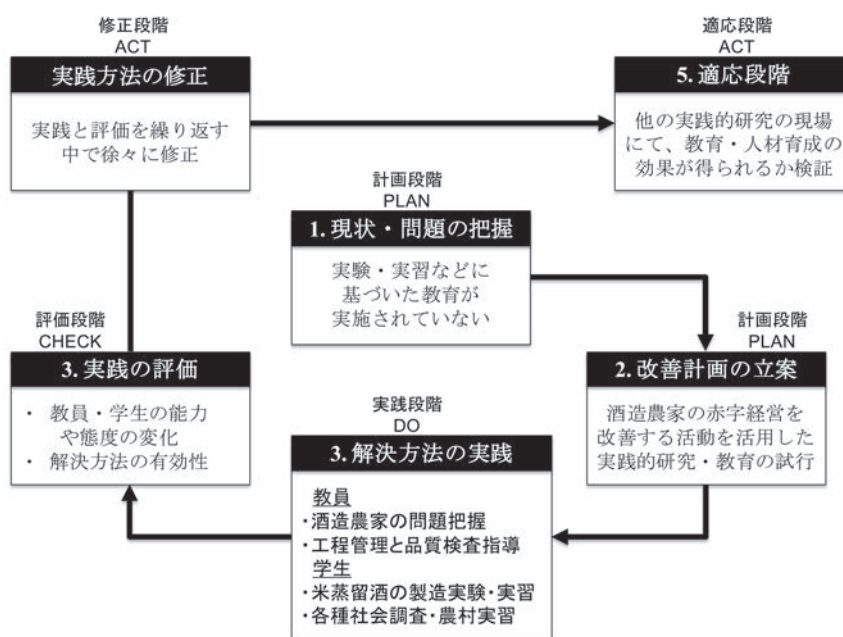 修正段階
ACT
実践方法の修正
実践と評価を繰り返す
中で徐々に修正
適応段階
ACT
5. 適応段階
他の実践的研究の現場
にて、教育・人材育成の
効果が得られるか検証
計画段階
PLAN
1. 現状・問題の把握
実験・実習などに
基づいた教育が
実施されていない
計画段階
PLAN
2. 改善計画の立案
酒造農家の赤字経営を
改善する活動を活用した
実践的研究・教育の試行
実践段階
DO
3. 解決方法の実践
教員
・酒造農家の問題把握
・工程管理と品質検査指導
学生
・米蒸留酒の製造実験・実習
・各種社会調査・農村実習
評価段階
CHECK
3. 実践の評価
・ 教員・学生の能力
や態度の変化
・ 解決方法の有効性